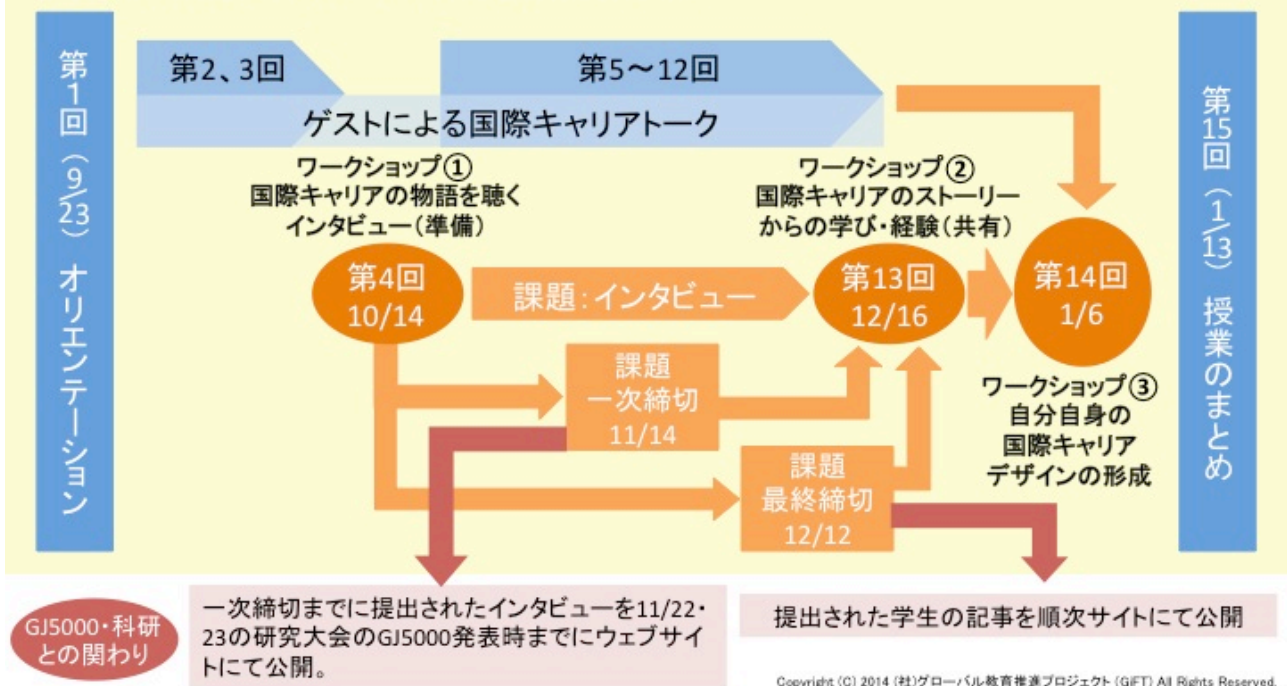 第1回（9/23）オリエンテーション
第2、3回
第5～12回
ゲストによる国際キャリアトーク
ワークショップ①
国際キャリアの物語を聴く
インタビュー（準備）
第4回
10/14
課題：インタビュー
ワークショップ②
国際キャリアのストーリー
からの学び・経験（共有）
第13回
12/16
第14回
1/6
ワークショップ③
自分自身の
国際キャリア
デザインの形成
課題
一次締切
11/14
課題
最終締切
12/12
第15回（1/13）授業のまとめ
GJ5000・科研
との関わり
一次締切までに提出されたインタビューを11/22・
23の研究大会のGJ5000発表時までにウェブサイ
トにて公開。
提出された学生の記事を順次サイトにて公開
Copyright (C) 2014 (社)グローバル教育推進プロジェクト (GiFT) All Rights Reserved.